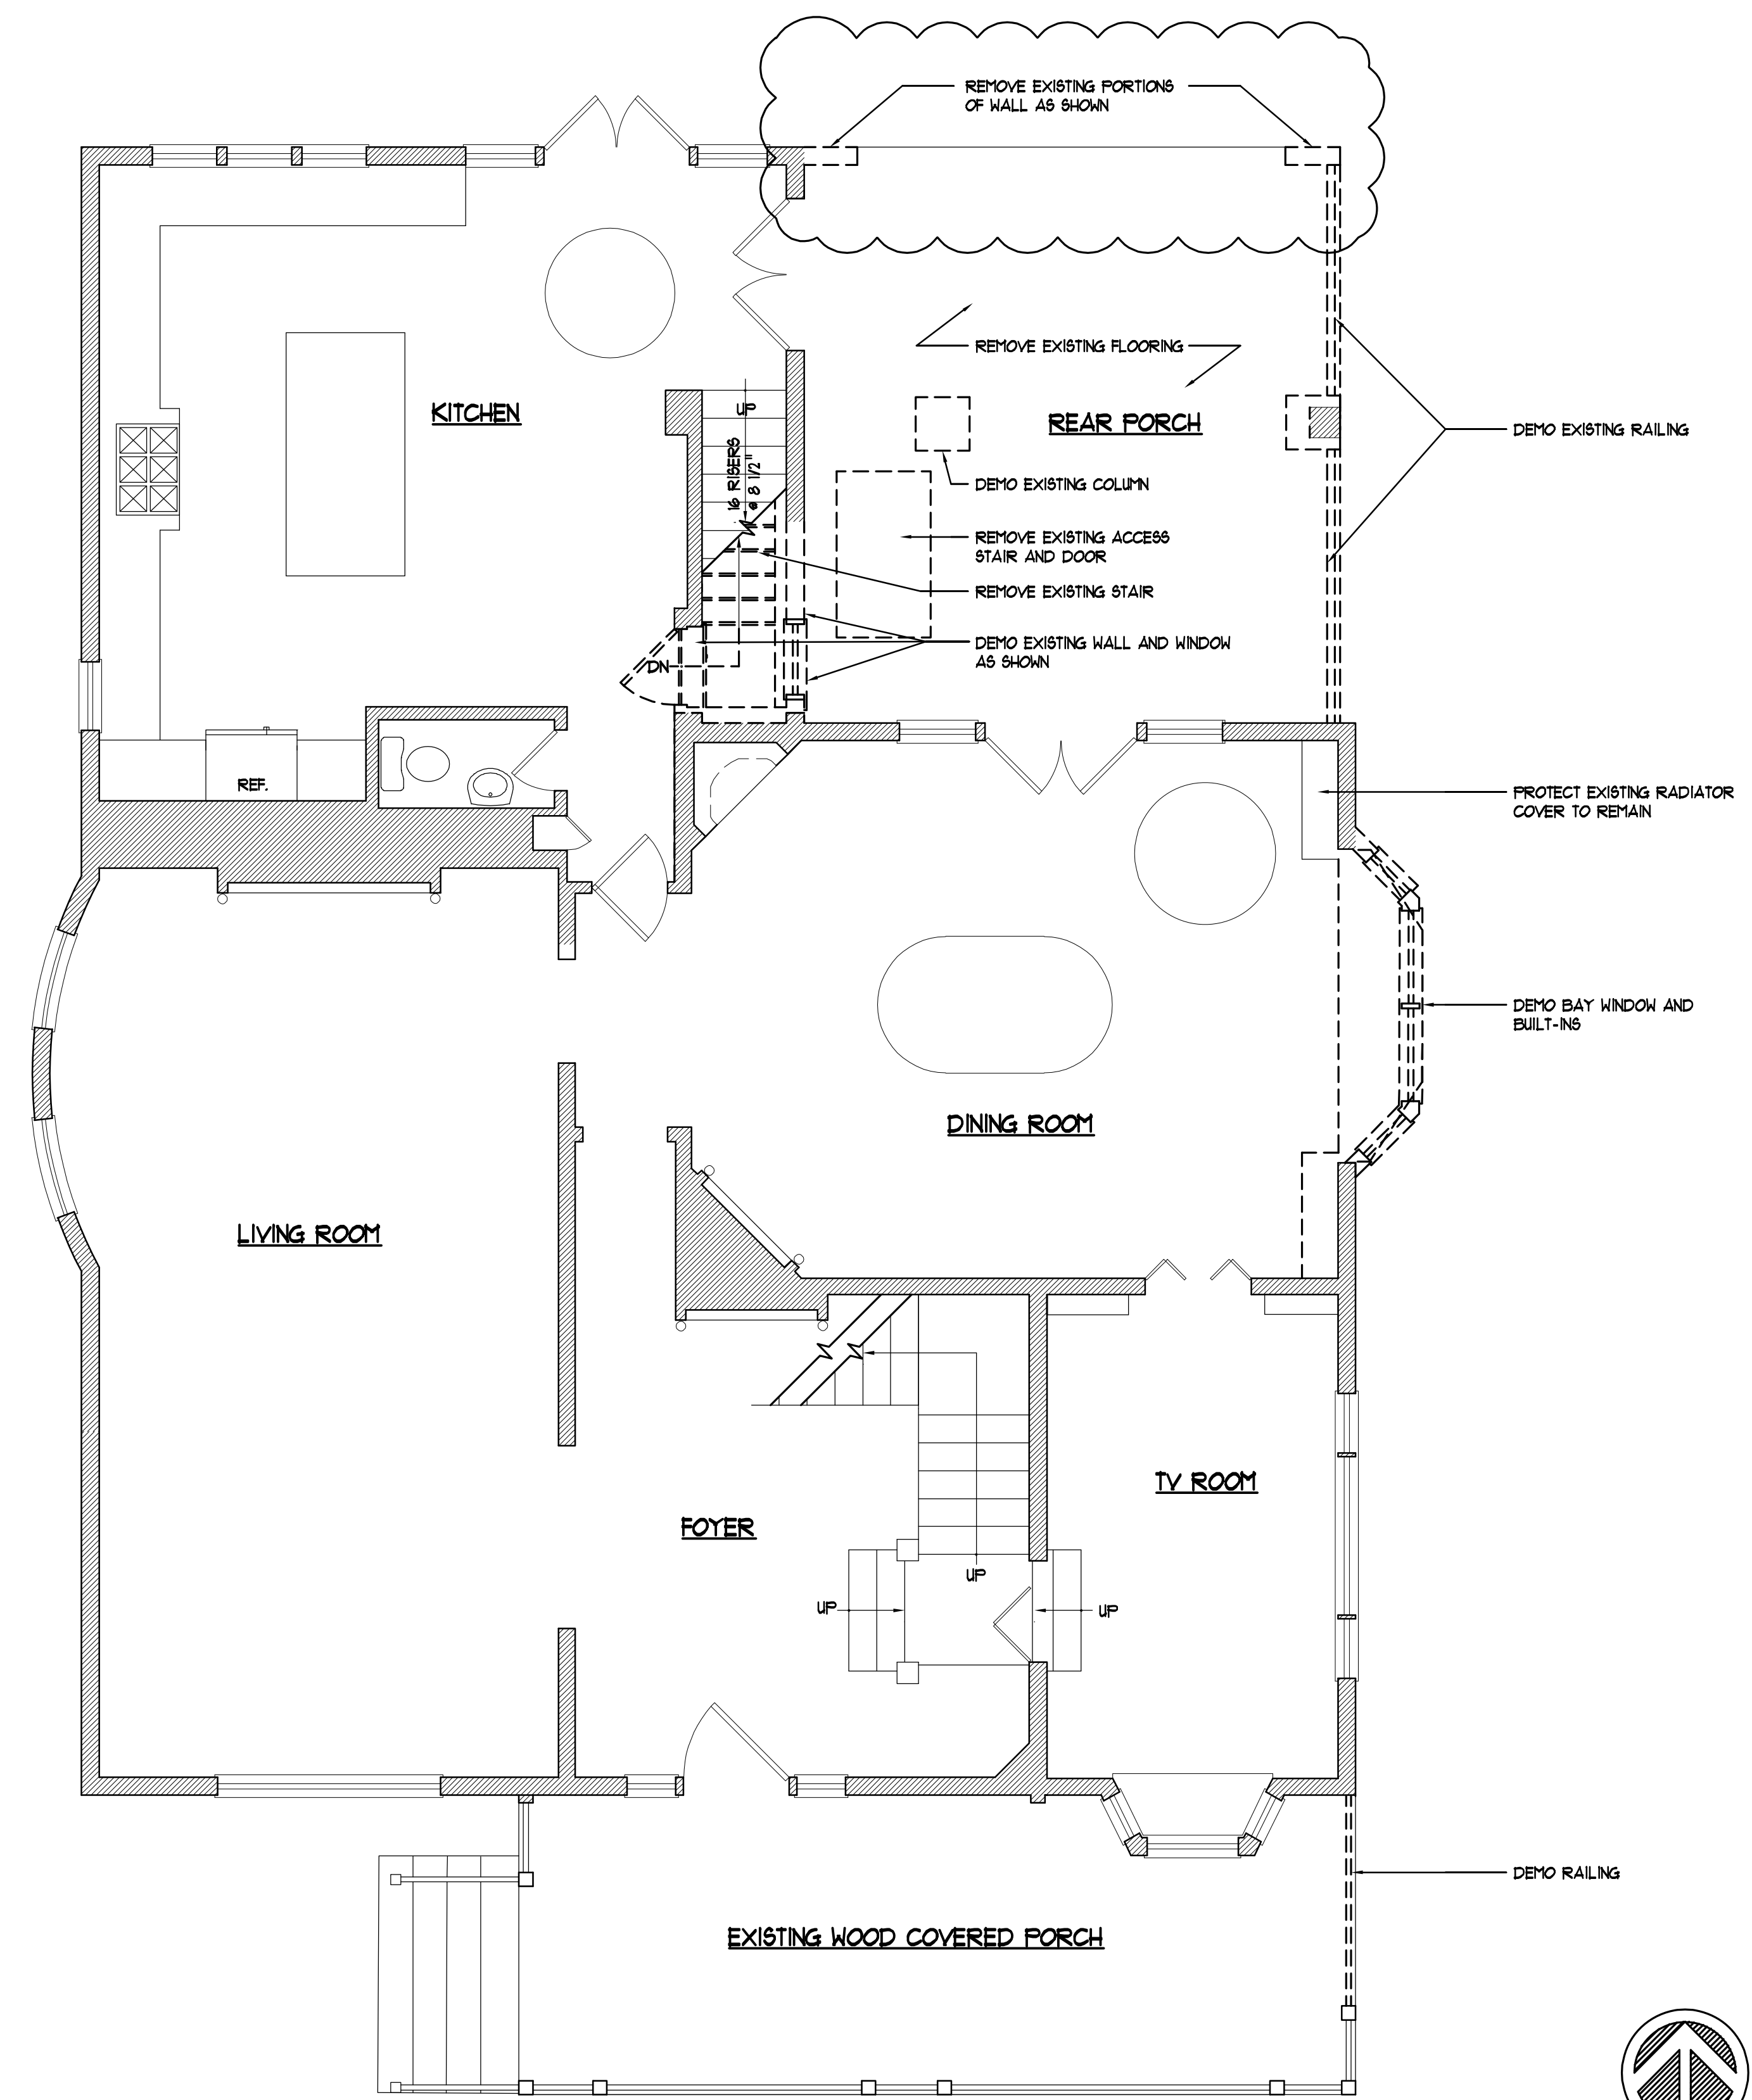 REMOVE EXISTING PORTIONS
OF WALL AS SHOWN
REMOVE EXISTING FLOORING
KITCHEN
UP
16 RISERS
@ 8 1/2"
REAR PORCH
DEMO EXISTING RAILING
DEMO EXISTING COLUMN
REMOVE EXISTING ACCESS
STAIR AND DOOR
REMOVE EXISTING STAIR
DEMO EXISTING WALL AND WINDOW
AS SHOWN
DN
REF.
PROTECT EXISTING RADIATOR
COVER TO REMAIN
DEMO BAY WINDOW AND
BUILT-INS
DINING ROOM
LIVING ROOM
TV ROOM
FOYER
UP
UP
UP
DEMO RAILING
EXISTING WOOD COVERED PORCH